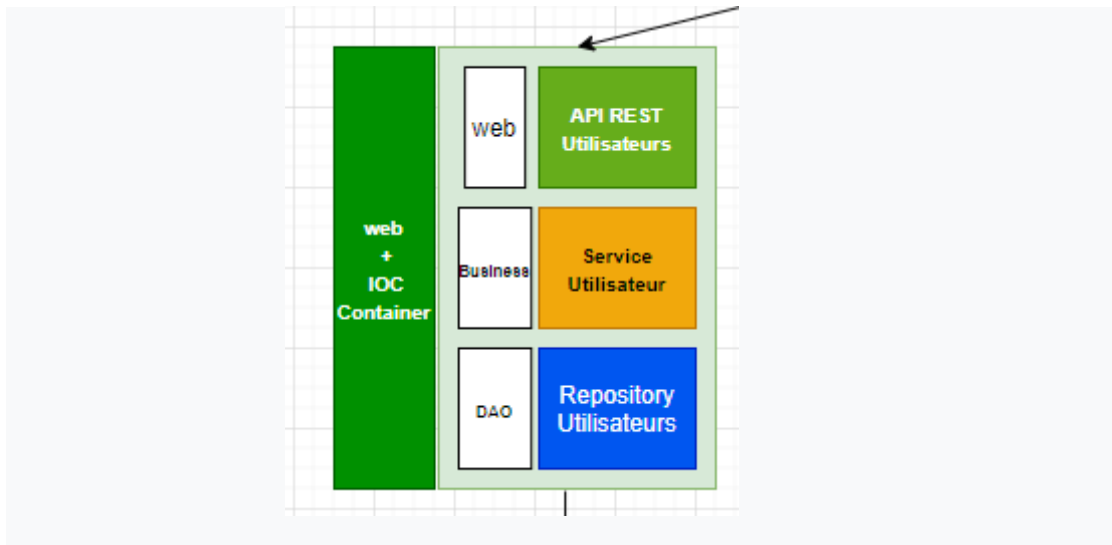 web
+
IOC
Container
web
API REST
Utilisateurs
Business
Service
Utilisateur
DAO
Repository
Utilisateurs